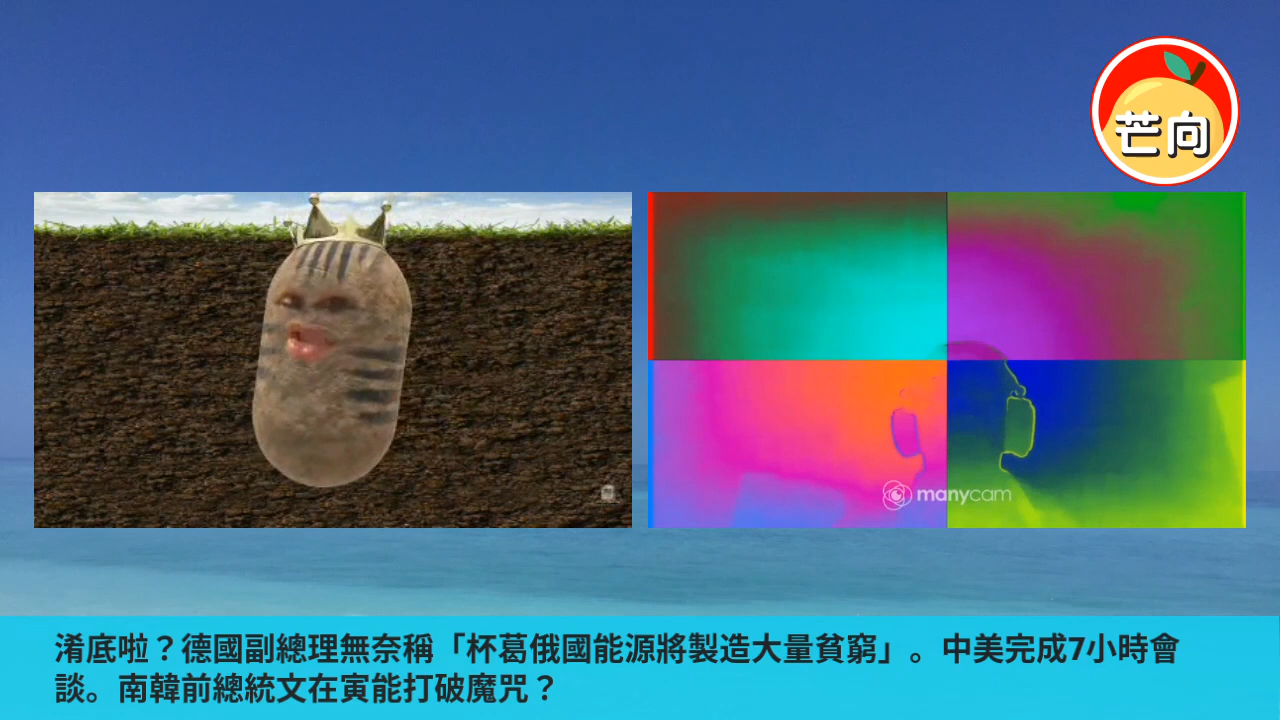 芒向
manycam
淆底啦？德國副總理無奈稱「杯葛俄國能源將製造大量貧窮」。中美完成7小時會
談。南韓前總統文在寅能打破魔咒？